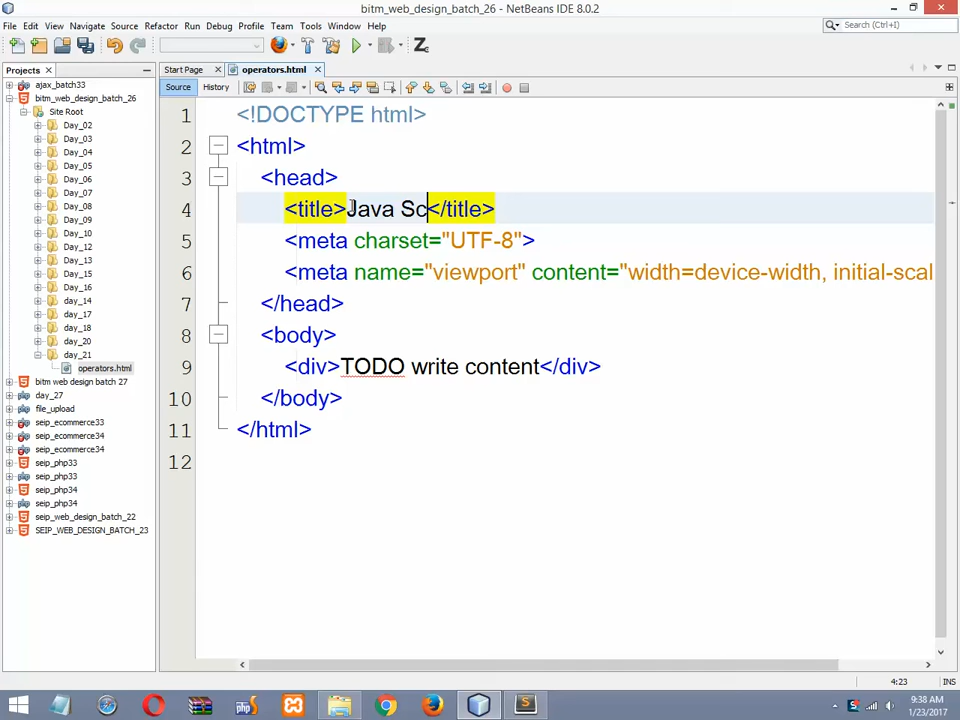 bitm_web_design_batch_26 - NetBeans IDE 8.0.2
File Edit View Navigate Source Refactor Run Debug Profile Team Tools Window Help
Search (Ctrl+I)
Projects
Start Page
operators.html
Source
History
ajax_batch33
bitm_web_design_batch_26
Site Root
Day_02
Day_03
Day_04
Day_05
Day_06
Day_07
Day_08
Day_09
Day_10
Day_12
Day_13
Day_15
Day_16
day_14
day_17
day_18
day_20
day_21
operators.html
bitm web design batch 27
day_27
file_upload
seip_ecommerce33
seip_ecommerce34
seip_ecommerce34
seip_php33
seip_php33
seip_php34
seip_php34
seip_web_design_batch_22
SEIP_WEB_DESIGN_BATCH_23
1 <!DOCTYPE html>
2 <html>
3 <head>
4 <title>Java Sc</title>
5 <meta charset="UTF-8">
6 <meta name="viewport" content="width=device-width, initial-scal
7 </head>
8 <body>
9 <div>TODO write content</div>
10 </body>
11 </html>
12
4:23
INS
9:38 AM
1/23/2017